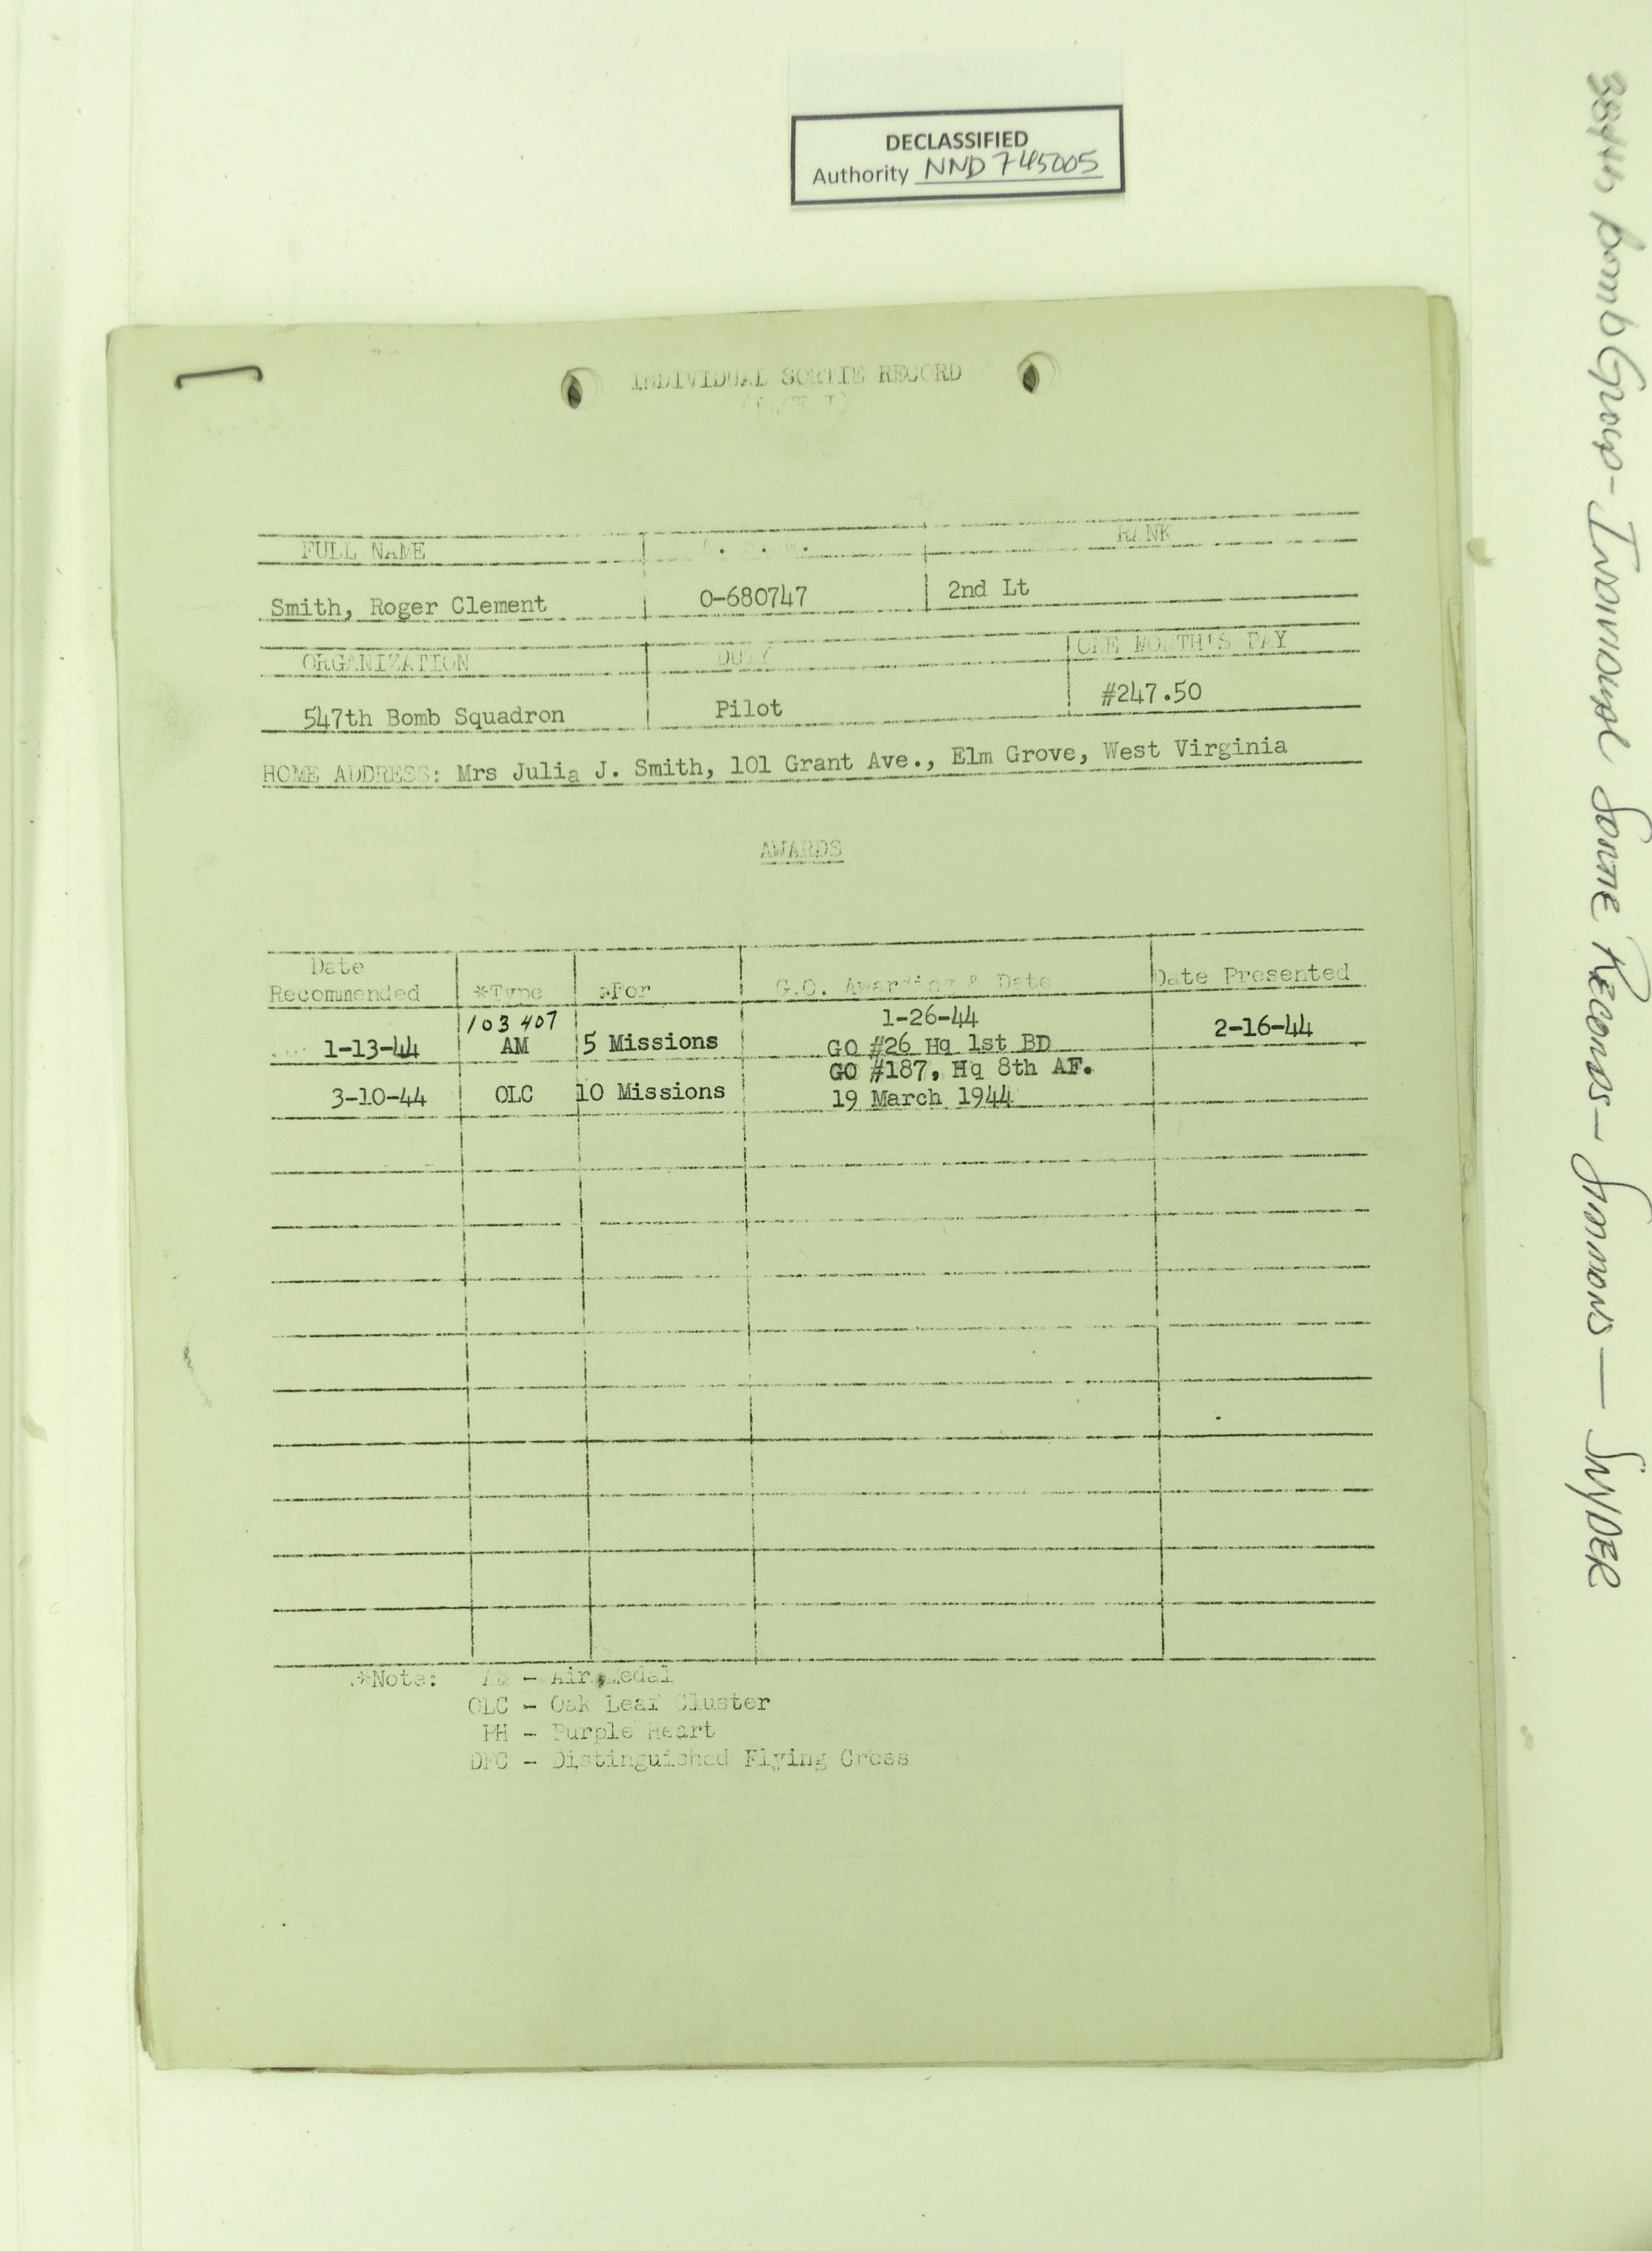 DECLASSIFIED
Authority NND 745005
INDIVIDUAL SORTIE RECORD
FULL NAME RANK
Smith, Roger Clement 0-680747 2nd Lt
ORGANIZATION DUTY ONE MONTH'S PAY
547th Bomb Squadron Pilot #247.50
HOME ADDRESS: Mrs Julia J. Smith, 101 Grant Ave., Elm Grove, West Virginia
AWARDS
Date
Recommended *Type *For G.O. Awarding & Date Date Presented
103 407 1-26-44
1-13-44 AM 5 Missions GO #26 Hq 1st BD 2-16-44
GO #187, Hq 8th AF.
3-10-44 OLC 10 Missions 19 March 1944
*Note: AM - Air Medal
OLC - Oak Leaf Cluster
PH - Purple Heart
DFC - Distinguished Flying Cross
384th Bomb Group - Individual Sortie Records - Simmons - Snyder